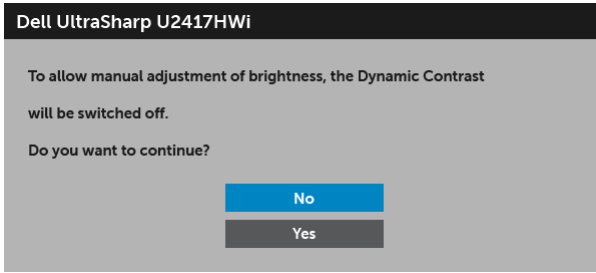 Dell UltraSharp U2417HWi
To allow manual adjustment of brightness, the Dynamic Contrast
will be switched off.
Do you want to continue?
No
Yes